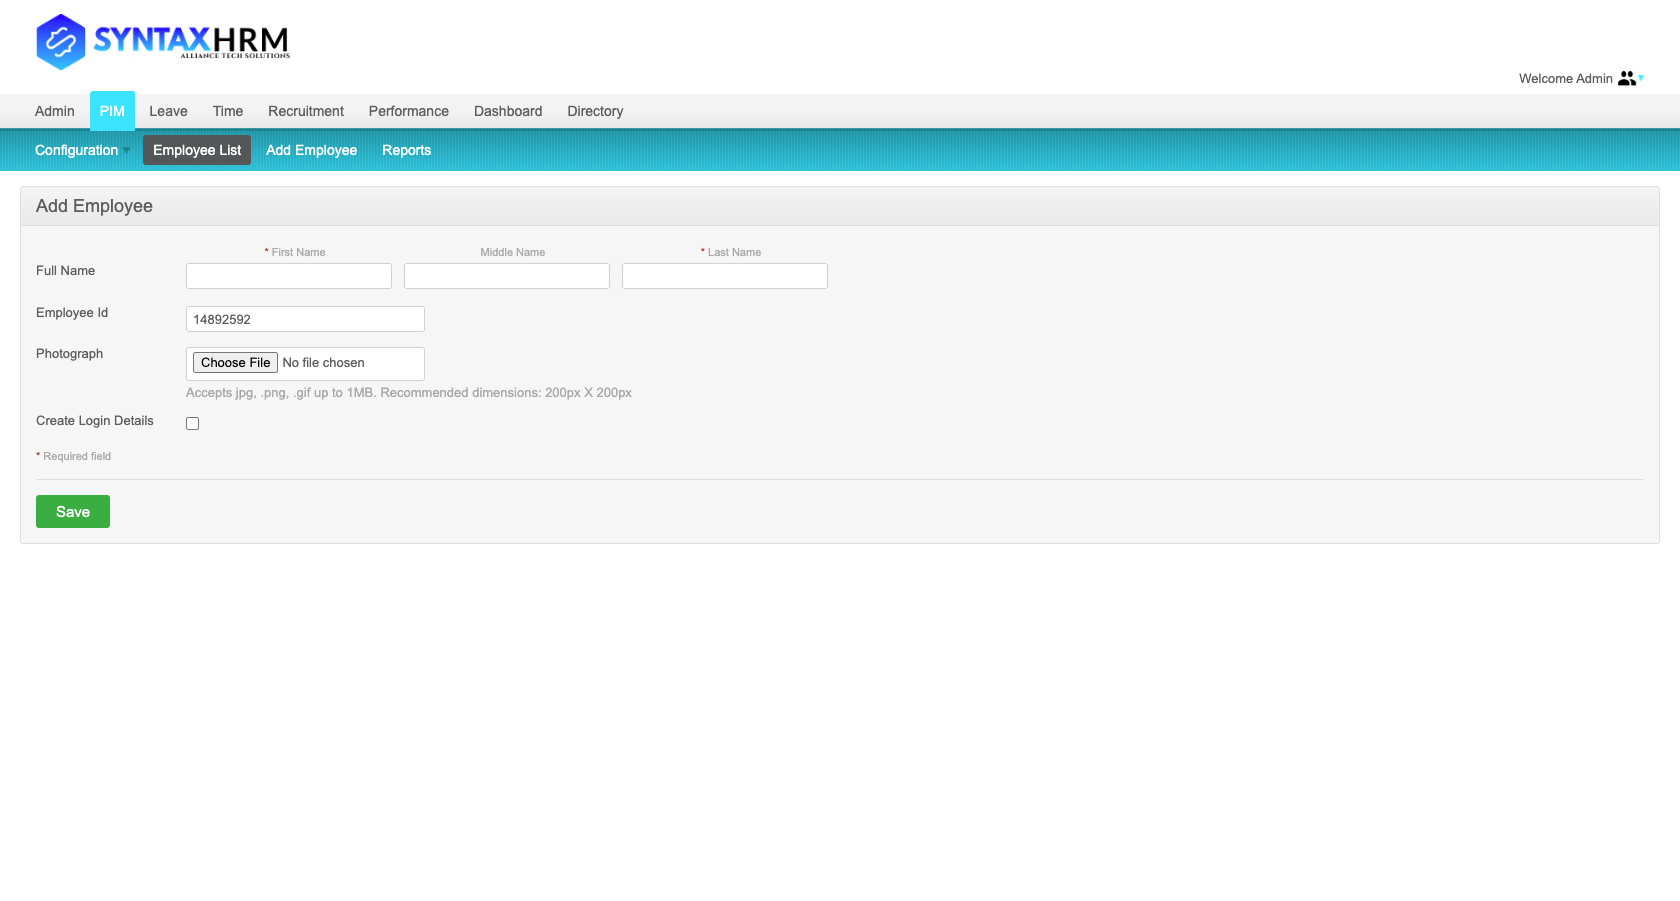 SYNTAXHRM
ALLIANCE TECH SOLUTIONS
Welcome Admin
Admin PIM Leave Time Recruitment Performance Dashboard Directory
Configuration Employee List Add Employee Reports
Add Employee
* First Name Middle Name * Last Name
Full Name
Employee Id 14892592
Photograph Choose File No file chosen
Accepts jpg, .png, .gif up to 1MB. Recommended dimensions: 200px X 200px
Create Login Details
* Required field
Save